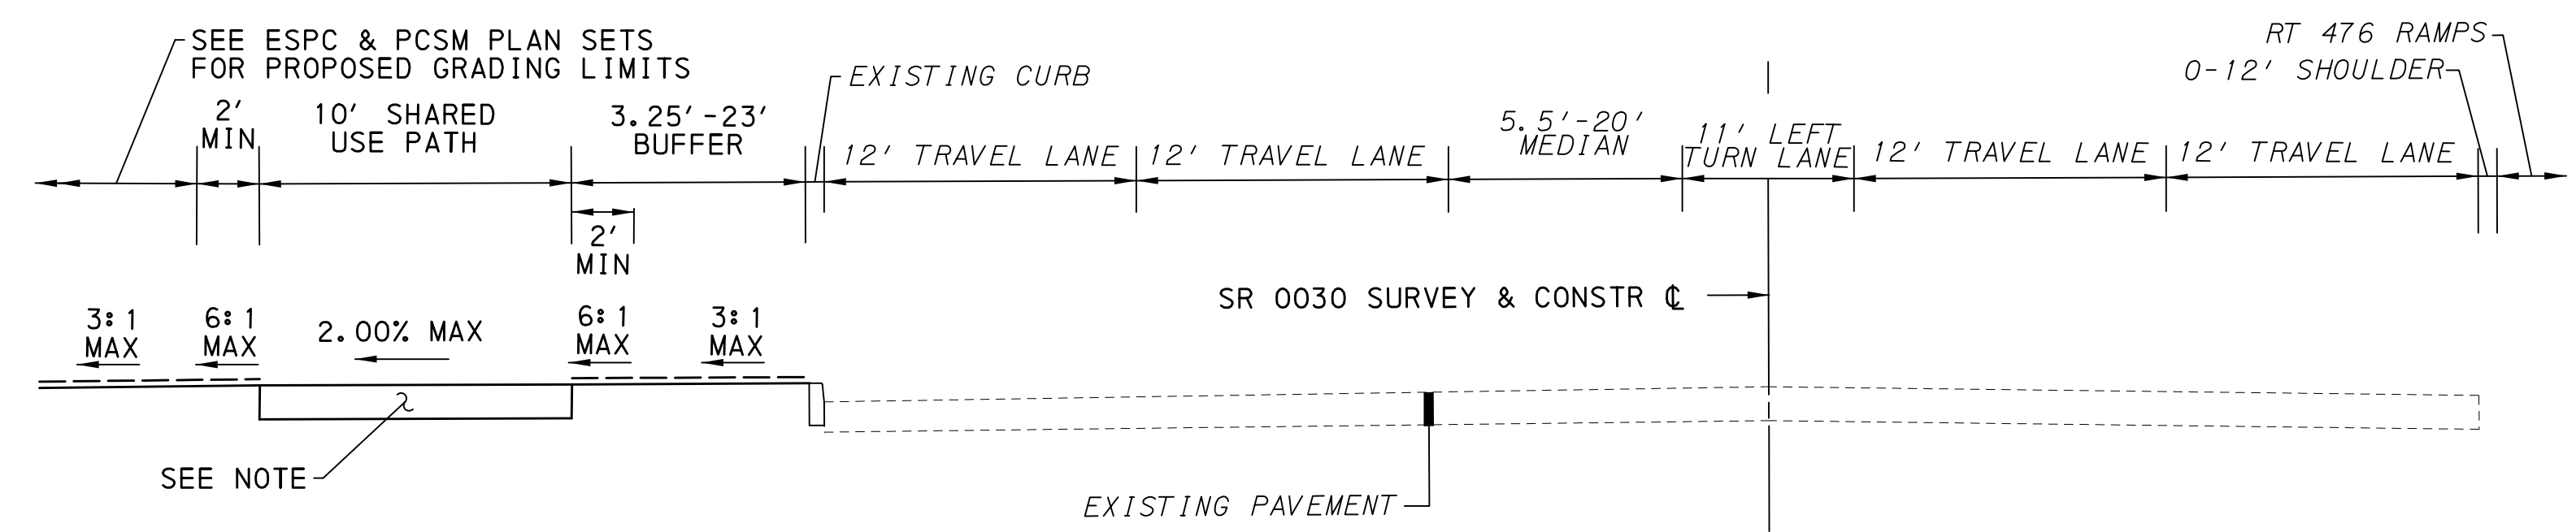 SEE ESPC & PCSM PLAN SETS
FOR PROPOSED GRADING LIMITS
RT 476 RAMPS
0-12' SHOULDER
EXISTING CURB
2'
MIN
10' SHARED
USE PATH
3.25'-23'
BUFFER
12' TRAVEL LANE
12' TRAVEL LANE
5.5'-20'
MEDIAN
11' LEFT
TURN LANE
12' TRAVEL LANE
12' TRAVEL LANE
2'
MIN
SR 0030 SURVEY & CONSTR ℄
3:1
MAX
6:1
MAX
2.00% MAX
6:1
MAX
3:1
MAX
SEE NOTE
EXISTING PAVEMENT